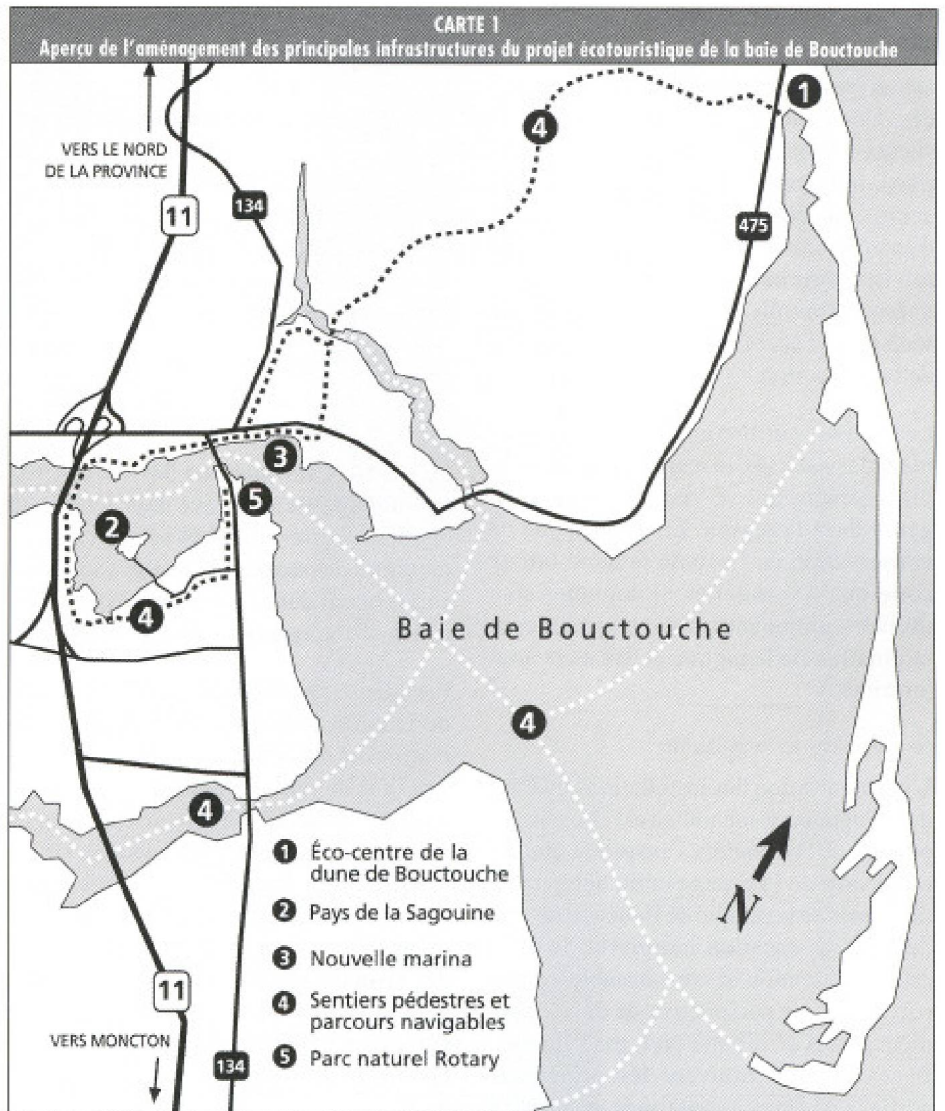 CARTE 1
Aperçu de l'aménagement des principales infrastructures du projet écotouristique de la baie de Bouctouche
1
4
VERS LE NORD
DE LA PROVINCE
11
134
475
3
5
2
4
Baie de Bouctouche
4
4
1 Éco-centre de la
dune de Bouctouche
2 Pays de la Sagouine
3 Nouvelle marina
4 Sentiers pédestres et
parcours navigables
5 Parc naturel Rotary
N
11
VERS MONCTON
134